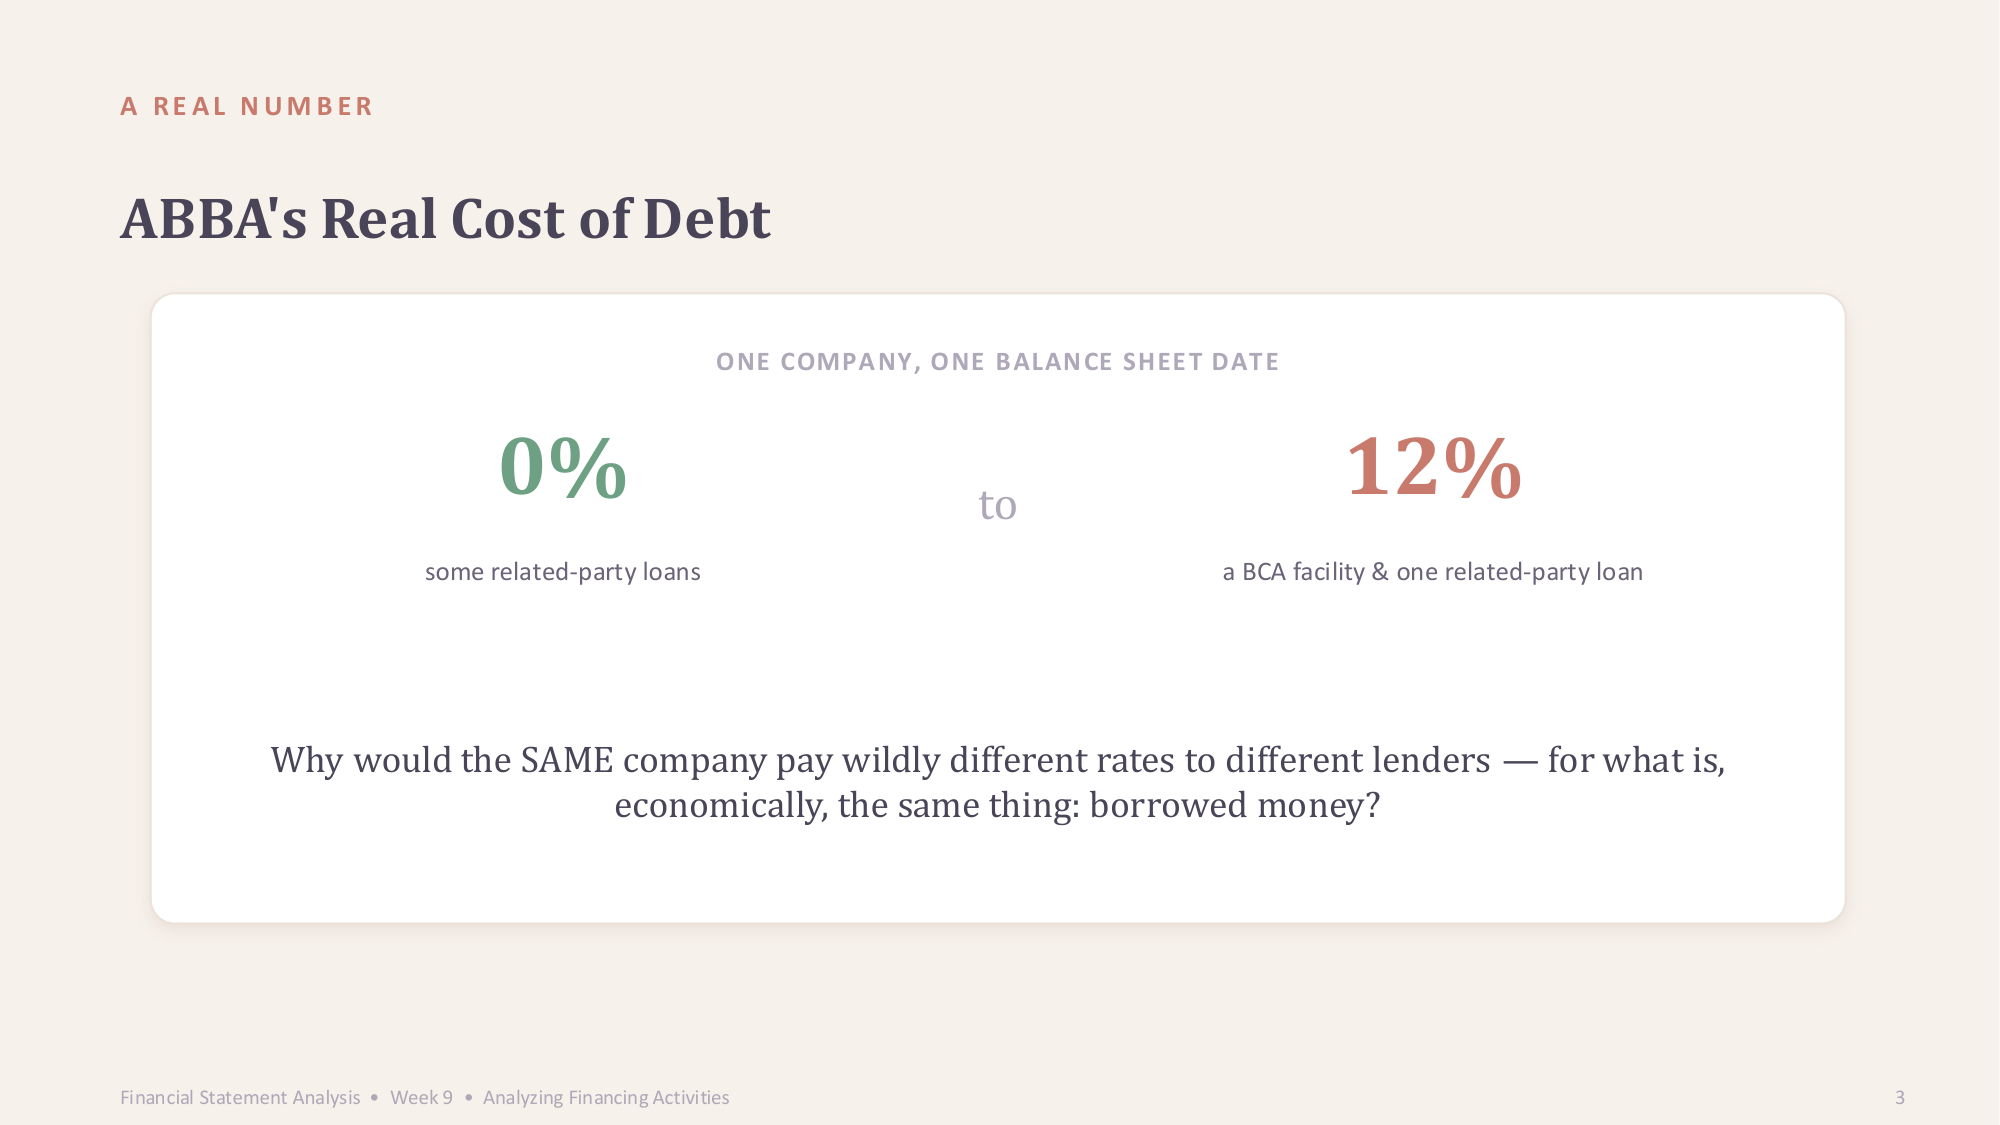 A REAL NUMBER
ABBA's Real Cost of Debt
ONE COMPANY, ONE BALANCE SHEET DATE
0%
to
12%
some related-party loans
a BCA facility & one related-party loan
Why would the SAME company pay wildly different rates to different lenders — for what is,
economically, the same thing: borrowed money?
Financial Statement Analysis • Week 9 • Analyzing Financing Activities
3